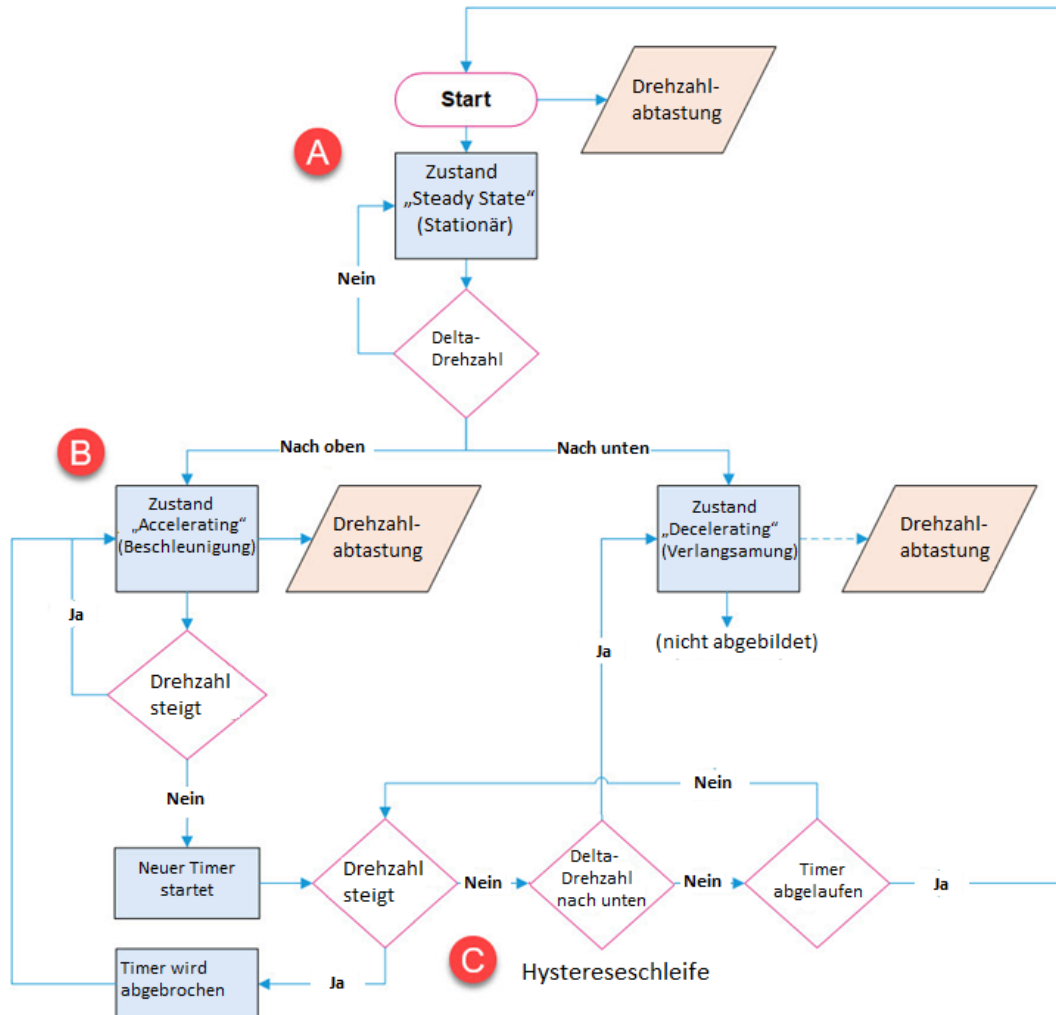 Start
Drehzahl-
abtastung
A
Zustand
„Steady State“
(Stationär)
Nein
Delta-
Drehzahl
Nach oben
Nach unten
B
Zustand
„Accelerating“
(Beschleunigung)
Drehzahl-
abtastung
Zustand
„Decelerating“
(Verlangsamung)
Drehzahl-
abtastung
Ja
(nicht abgebildet)
Ja
Drehzahl
steigt
Nein
Nein
Neuer Timer
startet
Drehzahl
steigt
Nein
Delta-
Drehzahl
nach unten
Nein
Timer
abgelaufen
Ja
Timer wird
abgebrochen
Ja
C
Hystereseschleife